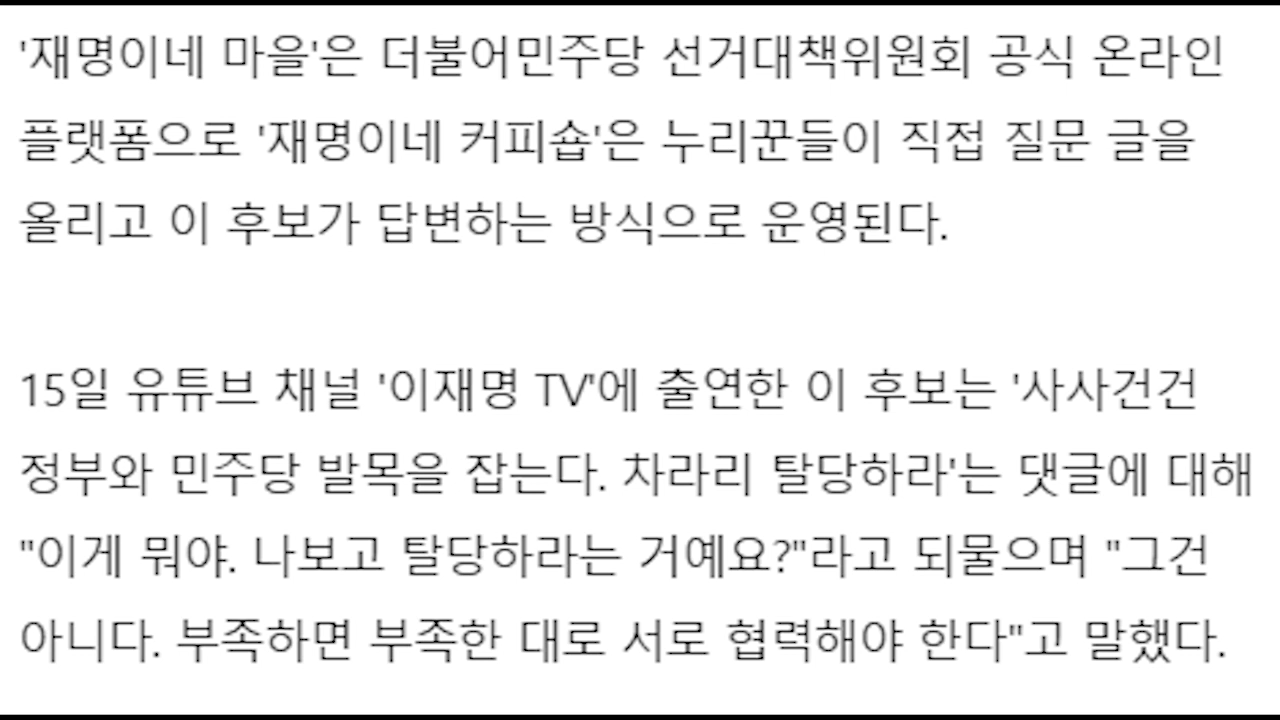 '재명이네 마을'은 더불어민주당 선거대책위원회 공식 온라인
플랫폼으로 '재명이네 커피숍'은 누리꾼들이 직접 질문 글을
올리고 이 후보가 답변하는 방식으로 운영된다.
15일 유튜브 채널 '이재명 TV'에 출연한 이 후보는 '사사건건
정부와 민주당 발목을 잡는다. 차라리 탈당하라'는 댓글에 대해
"이게 뭐야. 나보고 탈당하라는 거예요?"라고 되물으며 "그건
아니다. 부족하면 부족한 대로 서로 협력해야 한다"고 말했다.